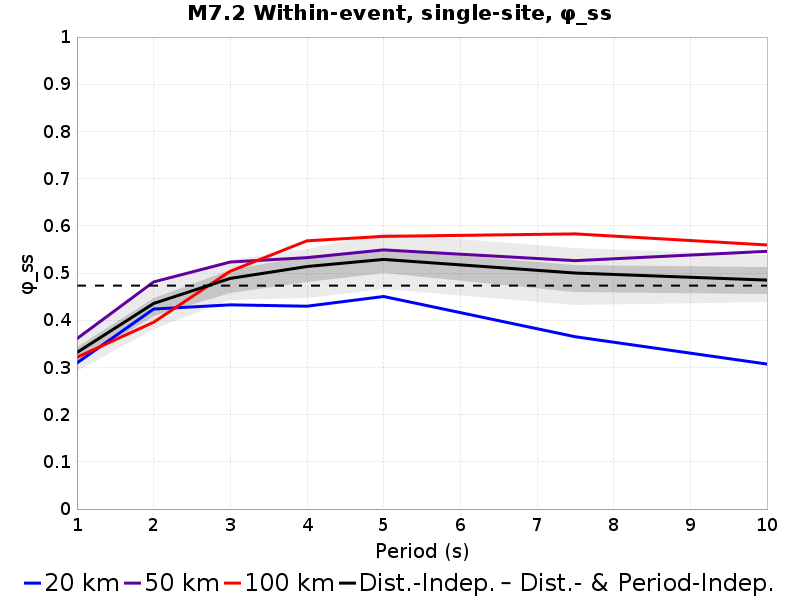 M7.2 Within-event, single-site, φ_ss
1
0.9
0.8
0.7
0.6
0.5
0.4
0.3
0.2
0.1
0
φ_ss
1 2 3 4 5 6 7 8 9 10
Period (s)
20 km 50 km 100 km Dist.-Indep. Dist.- & Period-Indep.